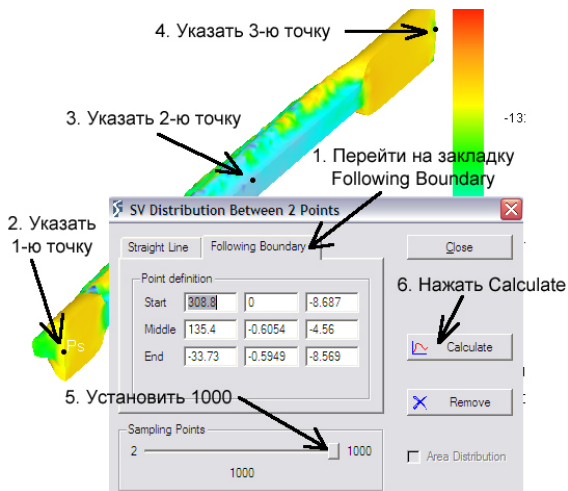 4. Указать 3-ю точку
-13
3. Указать 2-ю точку
1. Перейти на закладку
Following Boundary
2. Указать
1-ю точку
Ps
SV Distribution Between 2 Points
Straight Line
Following Boundary
Close
Point definition
Start 308.8 0 -8.687
Middle 135.4 -0.6054 -4.56
End -33.73 -0.5949 -8.569
6. Нажать Calculate
Calculate
5. Установить 1000
Remove
Sampling Points
2 1000
1000
Area Distribution